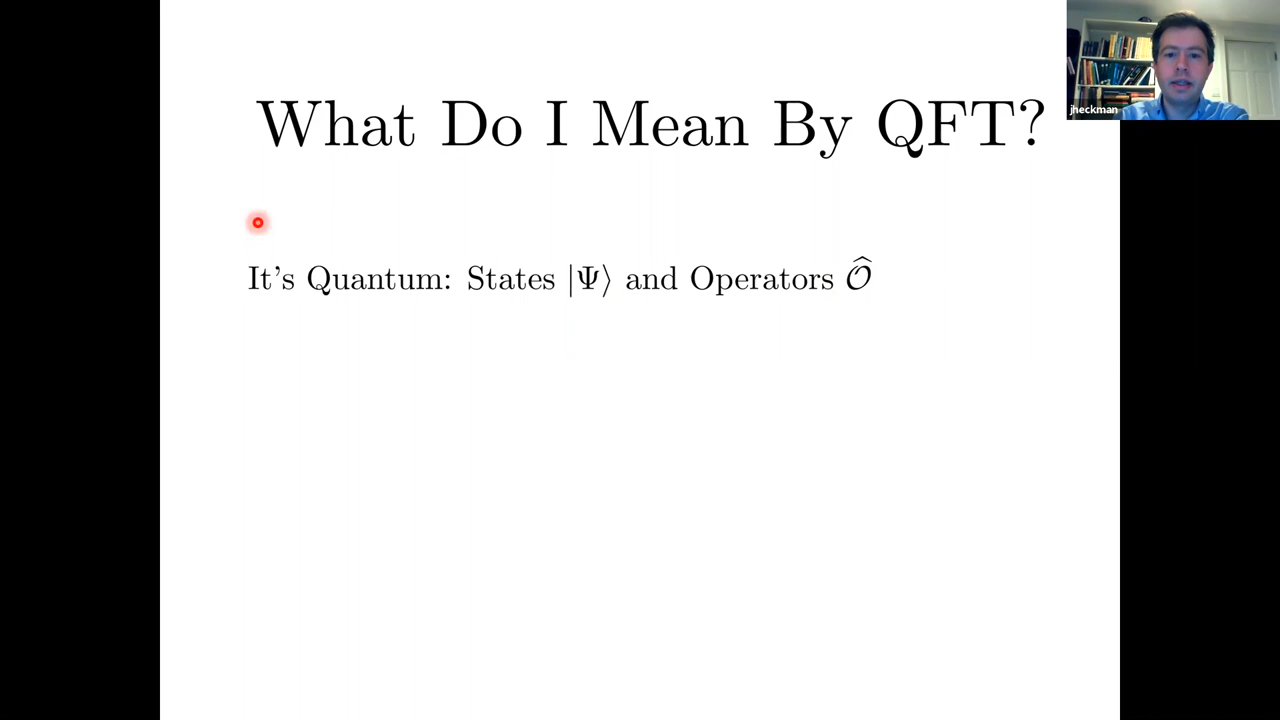 jheckman
What Do I Mean By QFT?
It's Quantum: States |Ψ⟩ and Operators 𝒪̂